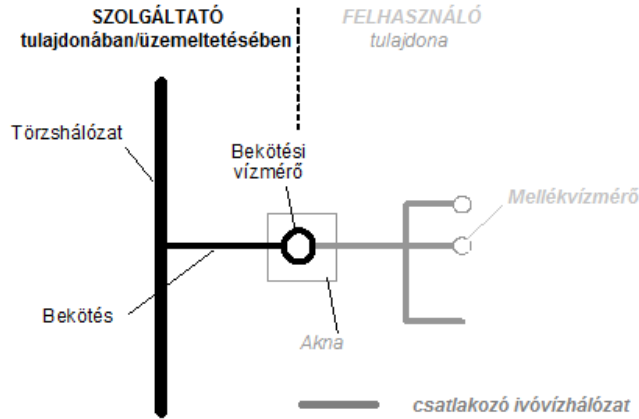 SZOLGÁLTATÓ
tulajdonában/üzemeltetésében
FELHASZNÁLÓ
tulajdona
Törzshálózat
Bekötési
vízmérő
Mellékvízmérő
Bekötés
Akna
csatlakozó ivóvízhálózat